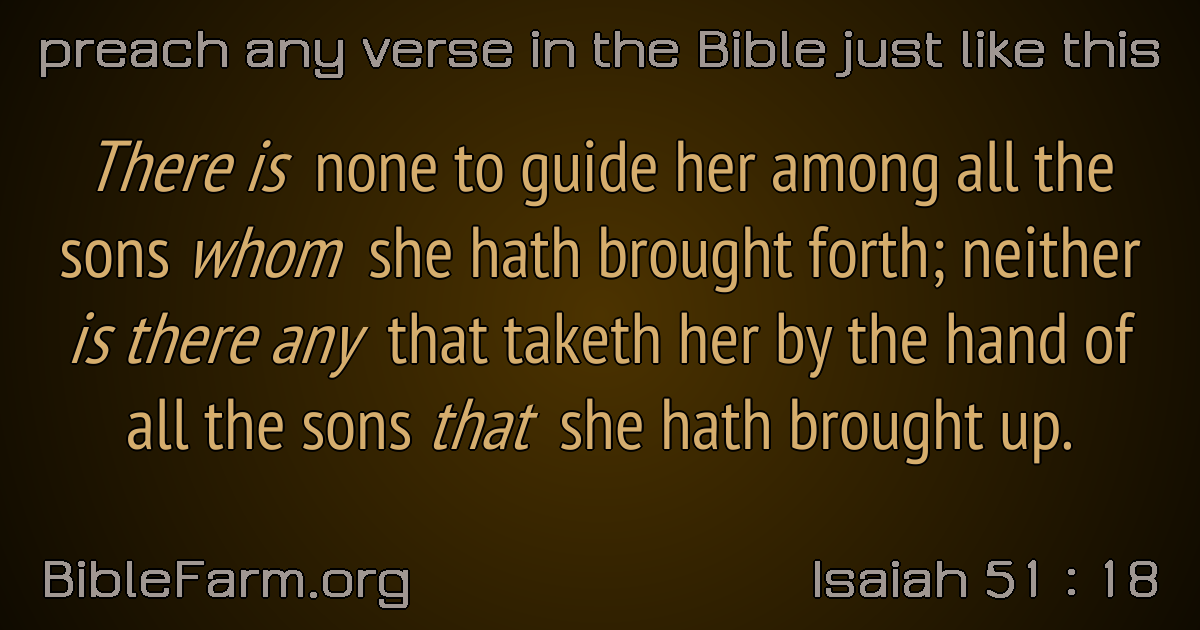 preach any verse in the Bible just like this
There is none to guide her among all the
sons whom she hath brought forth; neither
is there any that taketh her by the hand of
all the sons that she hath brought up.
BibleFarm.org
Isaiah 51 : 18